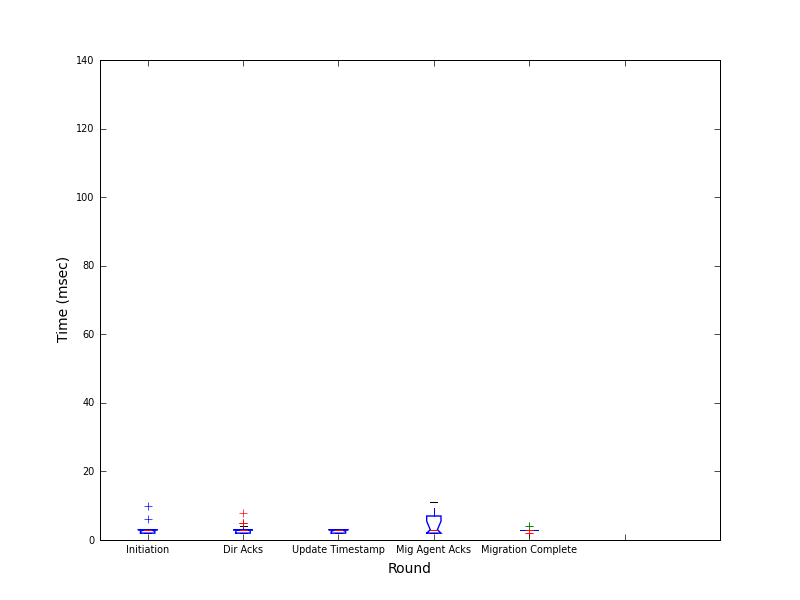 140
120
100
80
60
40
20
0
Time (msec)
Initiation Dir Acks Update Timestamp Mig Agent Acks Migration Complete
Round